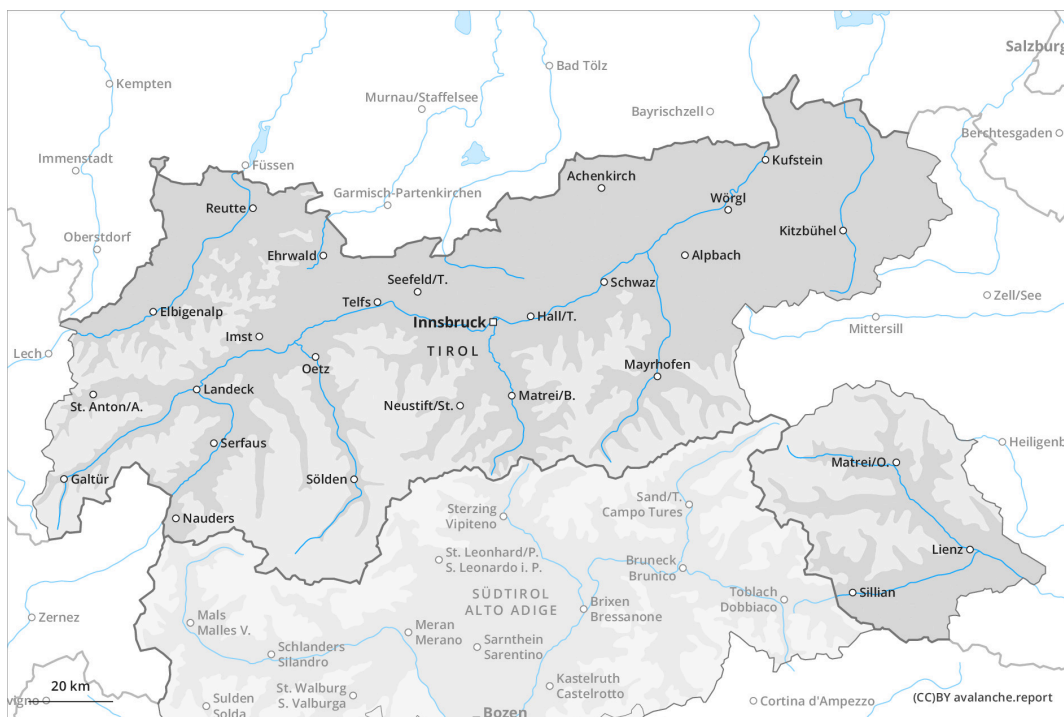 Salzburg
Kempten
Bad Tölz
Murnau/Staffelsee
Bayrischzell
Berchtesgaden
Immenstadt
Füssen
Kufstein
Achenkirch
Garmisch-Partenkirchen
Reutte
Wörgl
Kitzbühel
Oberstdorf
Ehrwald
Alpbach
Seefeld/T.
Schwaz
Zell/See
Telfs
Elbigenalp
Innsbruck
Hall/T.
Mittersill
Imst
TIROL
Lech
Oetz
Mayrhofen
Landeck
St. Anton/A.
Neustift/St.
Matrei/B.
Serfaus
Heiligenb
Matrei/O.
Galtür
Sölden
Sand/T.
Campo Tures
Sterzing
Vipiteno
Nauders
Lienz
St. Leonhard/P.
S. Leonardo i. P.
Bruneck
Brunico
SÜDTIROL
ALTO ADIGE
Sillian
Toblach
Dobbiaco
Brixen
Bressanone
Zernez
Mals
Malles V.
Meran
Merano
Sarnthein
Sarentino
Schlanders
Silandro
Kastelruth
Castelrotto
20 km
St. Walburg
S. Valburga
vigno
Sulden
Solda
Cortina d'Ampezzo
(CC)BY avalanche.report
Bozen